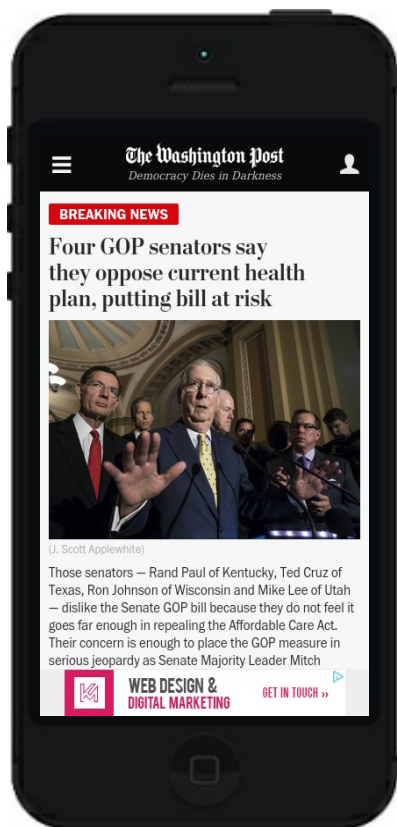 The Washington Post
Democracy Dies in Darkness
BREAKING NEWS
Four GOP senators say
they oppose current health
plan, putting bill at risk
(J. Scott Applewhite)
Those senators — Rand Paul of Kentucky, Ted Cruz of
Texas, Ron Johnson of Wisconsin and Mike Lee of Utah
— dislike the Senate GOP bill because they do not feel it
goes far enough in repealing the Affordable Care Act.
Their concern is enough to place the GOP measure in
serious jeopardy as Senate Majority Leader Mitch
WEB DESIGN &
DIGITAL MARKETING
GET IN TOUCH ››